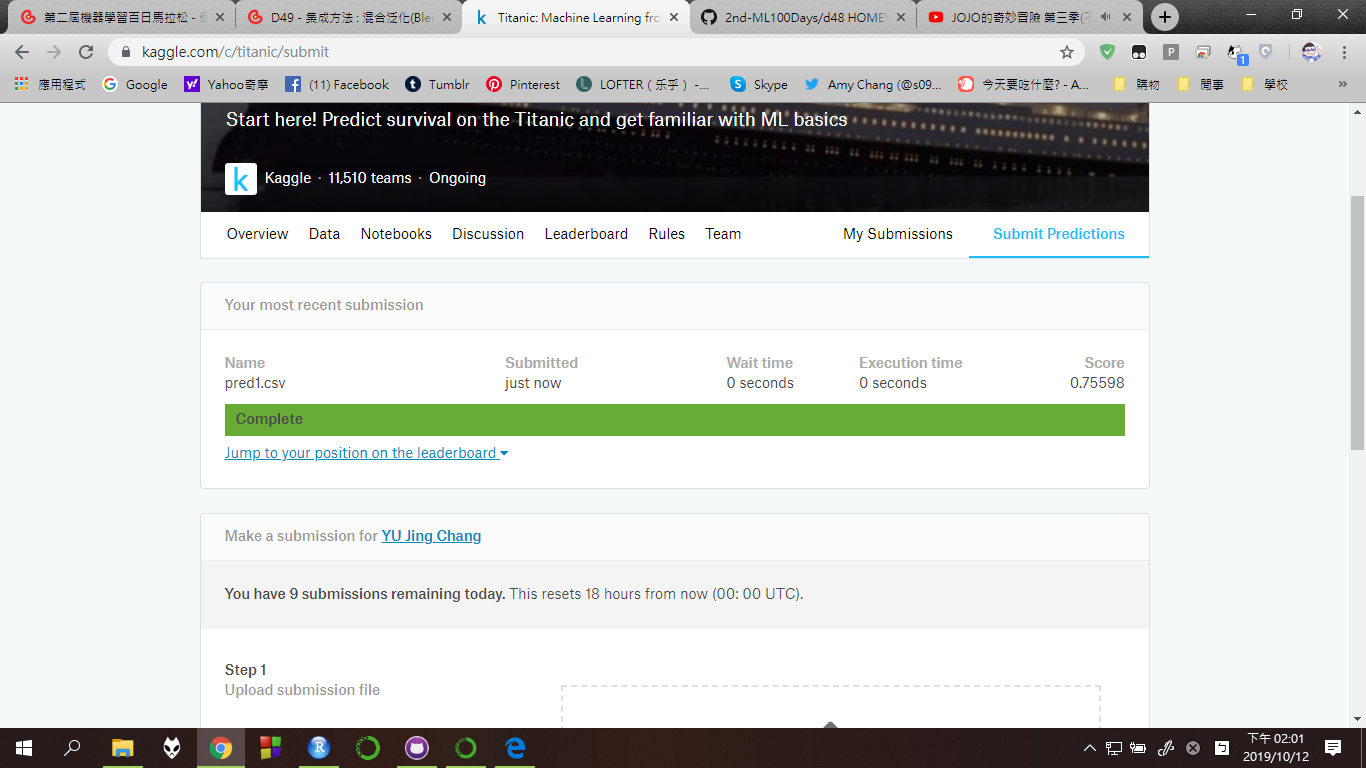 第二屆機器學習百日馬拉松 -
D49 - 集成方法 : 混合泛化(Ble
Titanic: Machine Learning fro
2nd-ML100Days/d48 HOMEW
JOJO的奇妙冒險 第三季(
kaggle.com/c/titanic/submit
應用程式
Google
Yahoo奇摩
(11) Facebook
Tumblr
Pinterest
LOFTER（乐乎） -...
Skype
Amy Chang (@s09...
今天要吃什麼? - A...
購物
閒事
學校
»
Start here! Predict survival on the Titanic and get familiar with ML basics
k
Kaggle · 11,510 teams · Ongoing
Overview Data Notebooks Discussion Leaderboard Rules Team My Submissions Submit Predictions
Your most recent submission
Name Submitted Wait time Execution time Score
pred1.csv just now 0 seconds 0 seconds 0.75598
Complete
Jump to your position on the leaderboard
Make a submission for YU Jing Chang
You have 9 submissions remaining today. This resets 18 hours from now (00: 00 UTC).
Step 1
Upload submission file
下午 02:01
2019/10/12